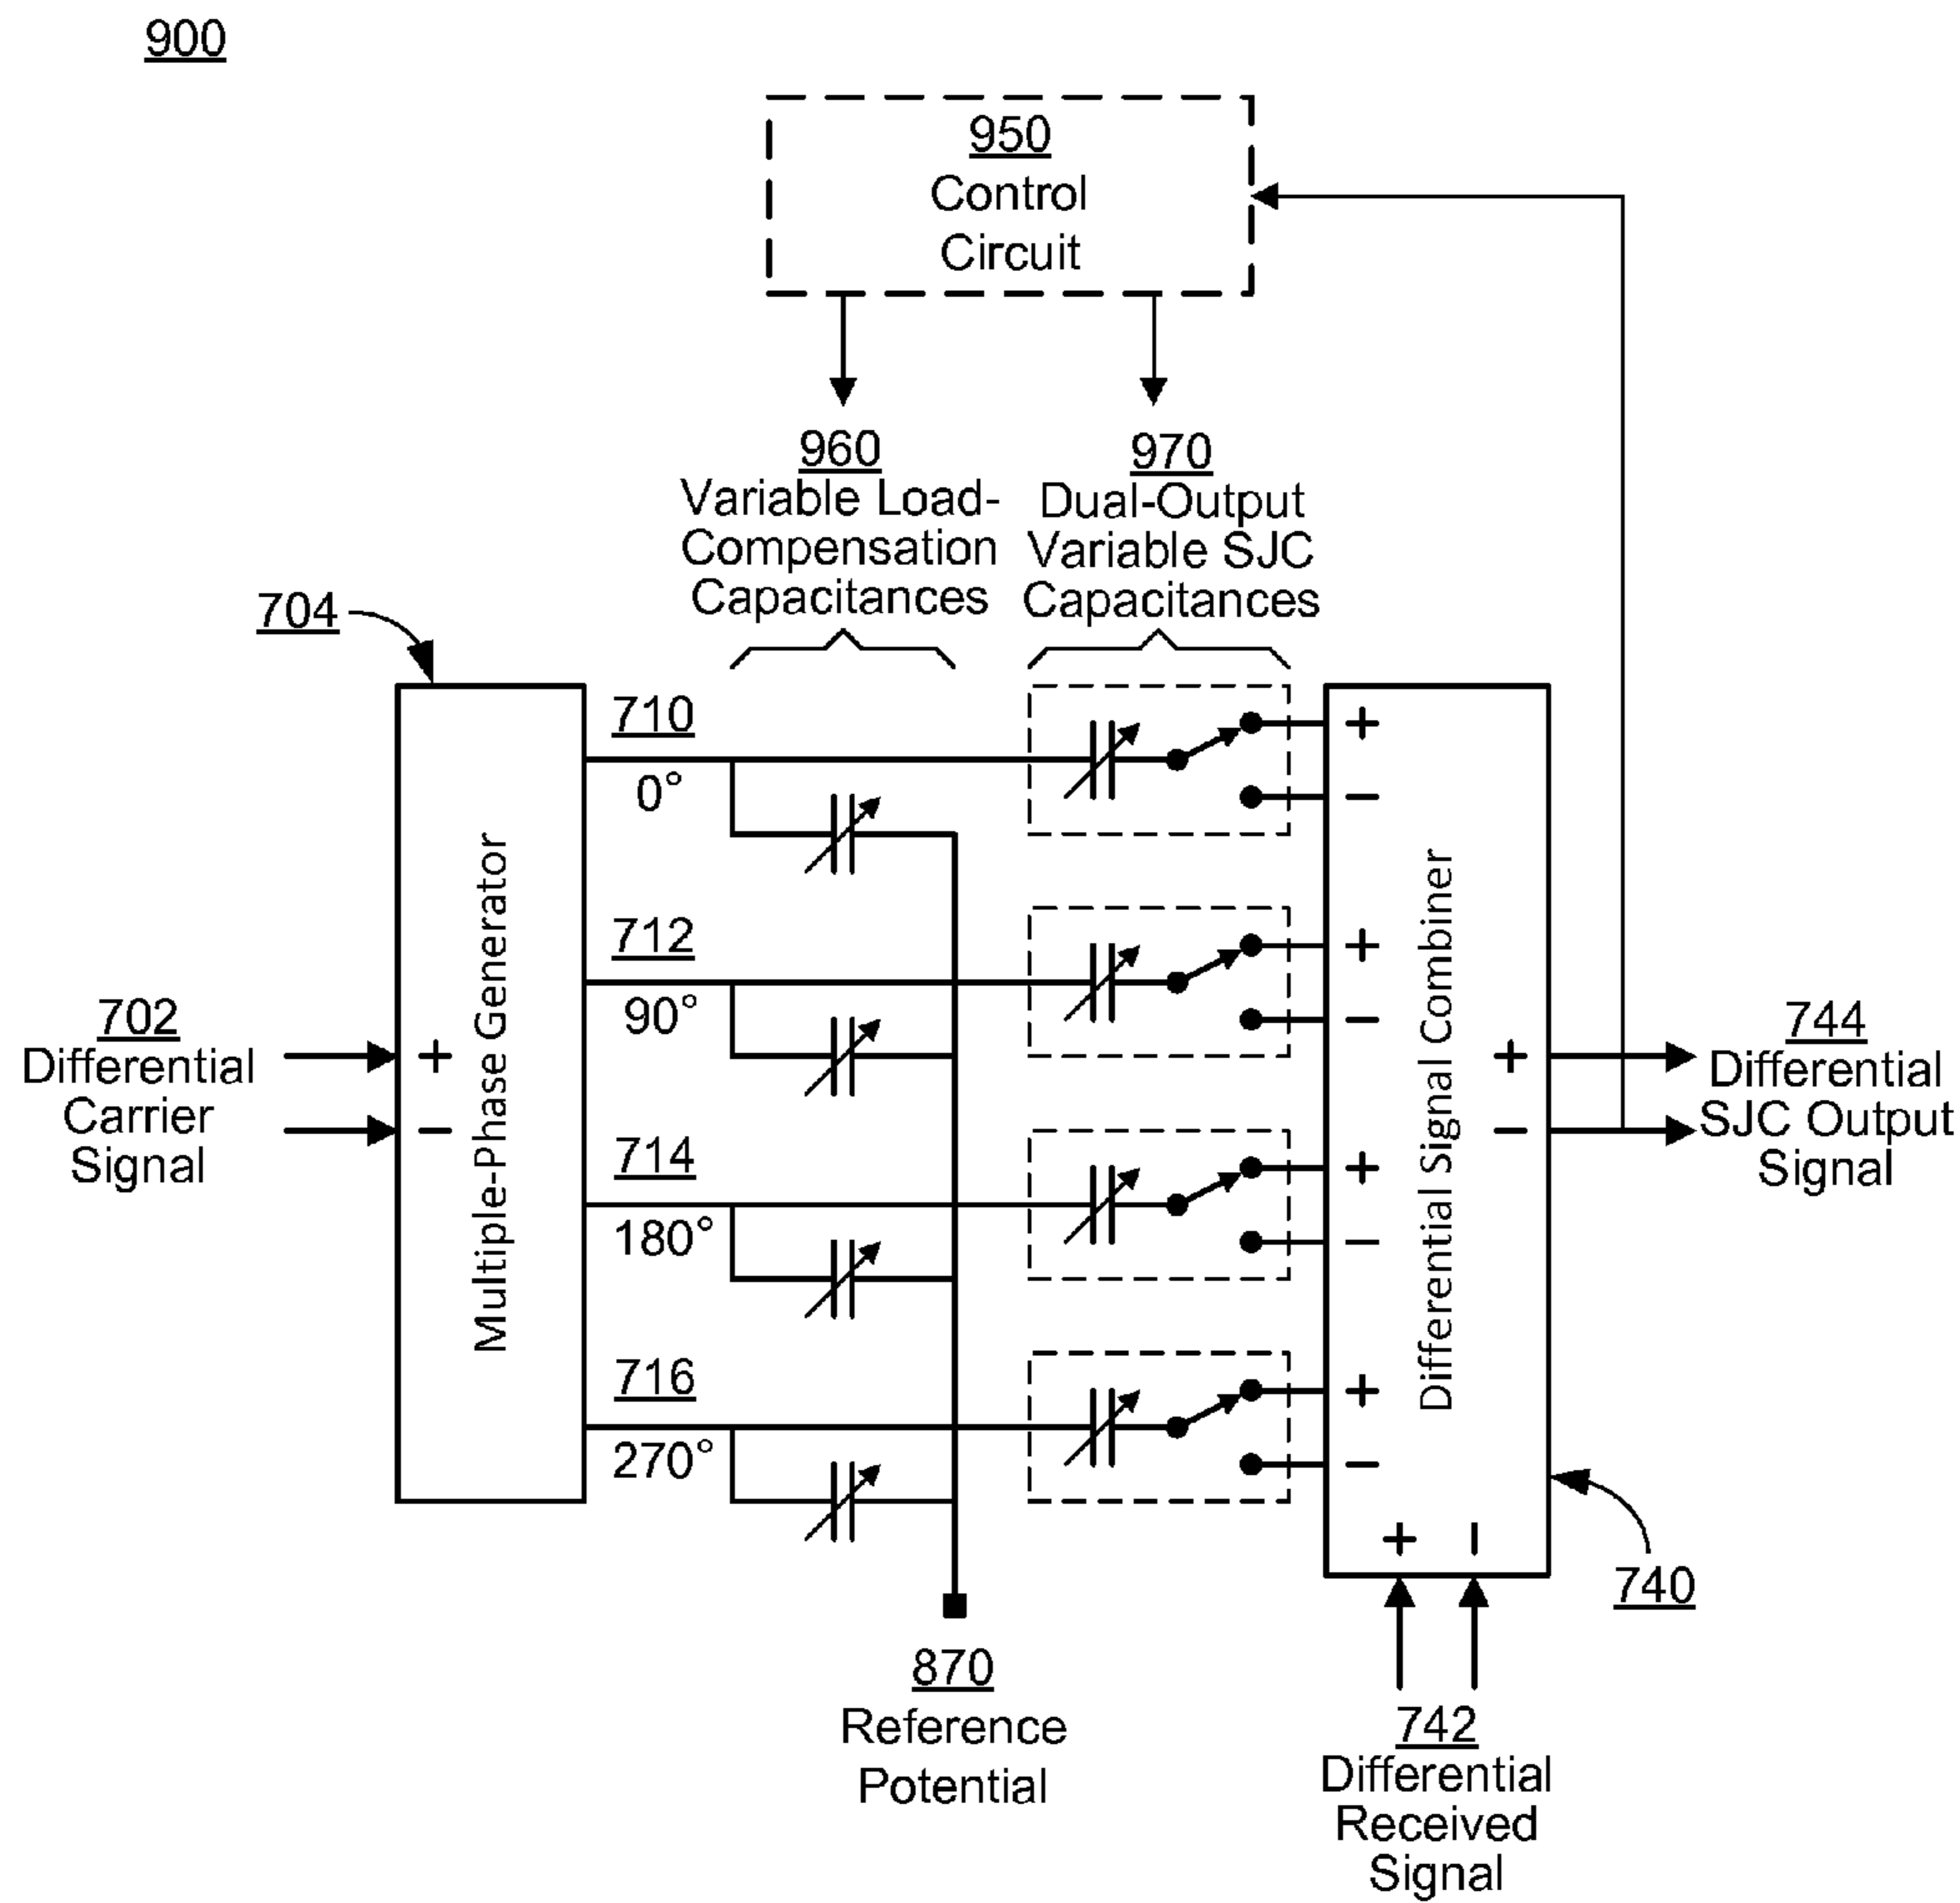 900
950
Control
Circuit
960
Variable Load-
Compensation
Capacitances
970
Dual-Output
Variable SJC
Capacitances
704
710
0°
712
90°
714
180°
716
270°
Multiple-Phase Generator
702
Differential
Carrier
Signal
+
−
+
−
+
−
+
−
+
−
Differential Signal Combiner
+
−
744
Differential
SJC Output
Signal
+ −
740
870
Reference
Potential
742
Differential
Received
Signal